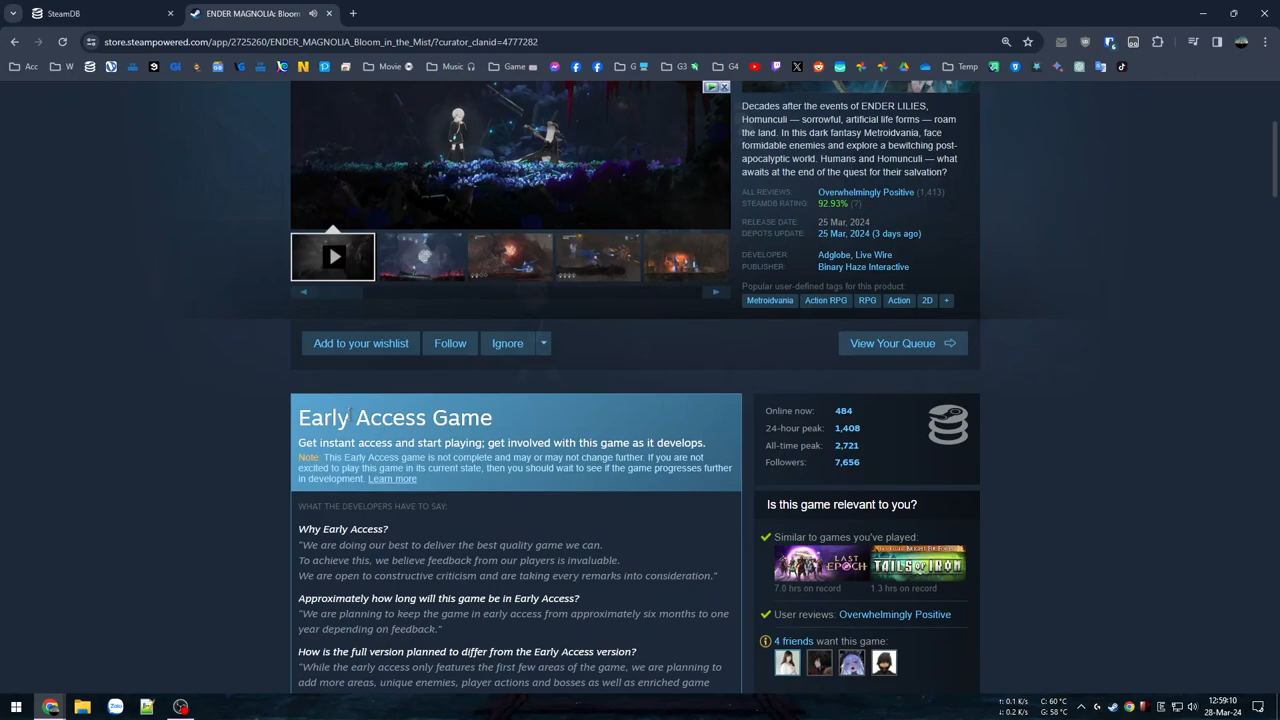 SteamDB
ENDER MAGNOLIA: Bloom
store.steampowered.com/app/2725260/ENDER_MAGNOLIA_Bloom_in_the_Mist/?curator_clanid=4777282
Acc
W
Movie
Music
Game
G
G3
G4
Temp
Decades after the events of ENDER LILIES,
Homunculi — sorrowful, artificial life forms — roam
the land. In this dark fantasy Metroidvania, face
formidable enemies and explore a bewitching post-
apocalyptic world. Humans and Homunculi — what
awaits at the end of the quest for their salvation?
ALL REVIEWS: Overwhelmingly Positive (1,413)
STEAMDB RATING: 92.93% (7)
RELEASE DATE: 25 Mar, 2024
DEPOTS UPDATE: 25 Mar, 2024 (3 days ago)
DEVELOPER: Adglobe, Live Wire
PUBLISHER: Binary Haze Interactive
Popular user-defined tags for this product:
Metroidvania Action RPG RPG Action 2D +
Add to your wishlist Follow Ignore View Your Queue
Early Access Game
Get instant access and start playing; get involved with this game as it develops.
Note: This Early Access game is not complete and may or may not change further. If you are not
excited to play this game in its current state, then you should wait to see if the game progresses further
in development. Learn more
WHAT THE DEVELOPERS HAVE TO SAY:
Why Early Access?
"We are doing our best to deliver the best quality game we can.
To achieve this, we believe feedback from our players is invaluable.
We are open to constructive criticism and are taking every remarks into consideration."
Approximately how long will this game be in Early Access?
"We are planning to keep the game in early access from approximately six months to one
year depending on feedback."
How is the full version planned to differ from the Early Access version?
"While the early access only features the first few areas of the game, we are planning to
add more areas, unique enemies, player actions and bosses as well as enriched game
Online now: 484
24-hour peak: 1,408
All-time peak: 2,721
Followers: 7,656
Is this game relevant to you?
Similar to games you've played:
LAST EPOCH
TAILS OF IRON
7.0 hrs on record 1.3 hrs on record
User reviews: Overwhelmingly Positive
4 friends want this game:
Zalo
↑: 0.1 K/s C: 60 °C
↓: 0.2 K/s G: 58 °C
12:59:10
28-Mar-24